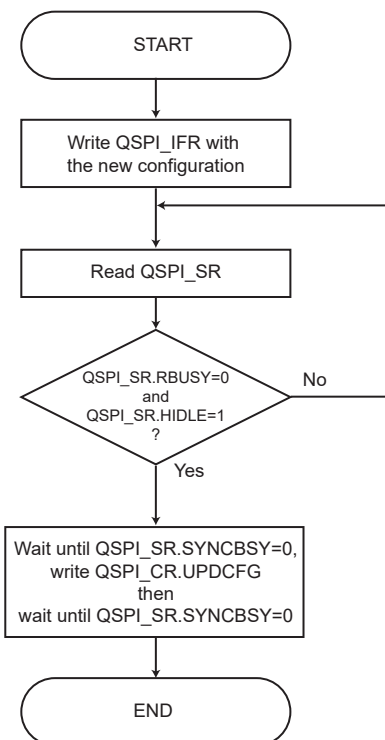 START
Write QSPI_IFR with
the new configuration
Read QSPI_SR
QSPI_SR.RBUSY=0
and
QSPI_SR.HIDLE=1
?
No
Yes
Wait until QSPI_SR.SYNCBSY=0,
write QSPI_CR.UPDCFG
then
wait until QSPI_SR.SYNCBSY=0
END